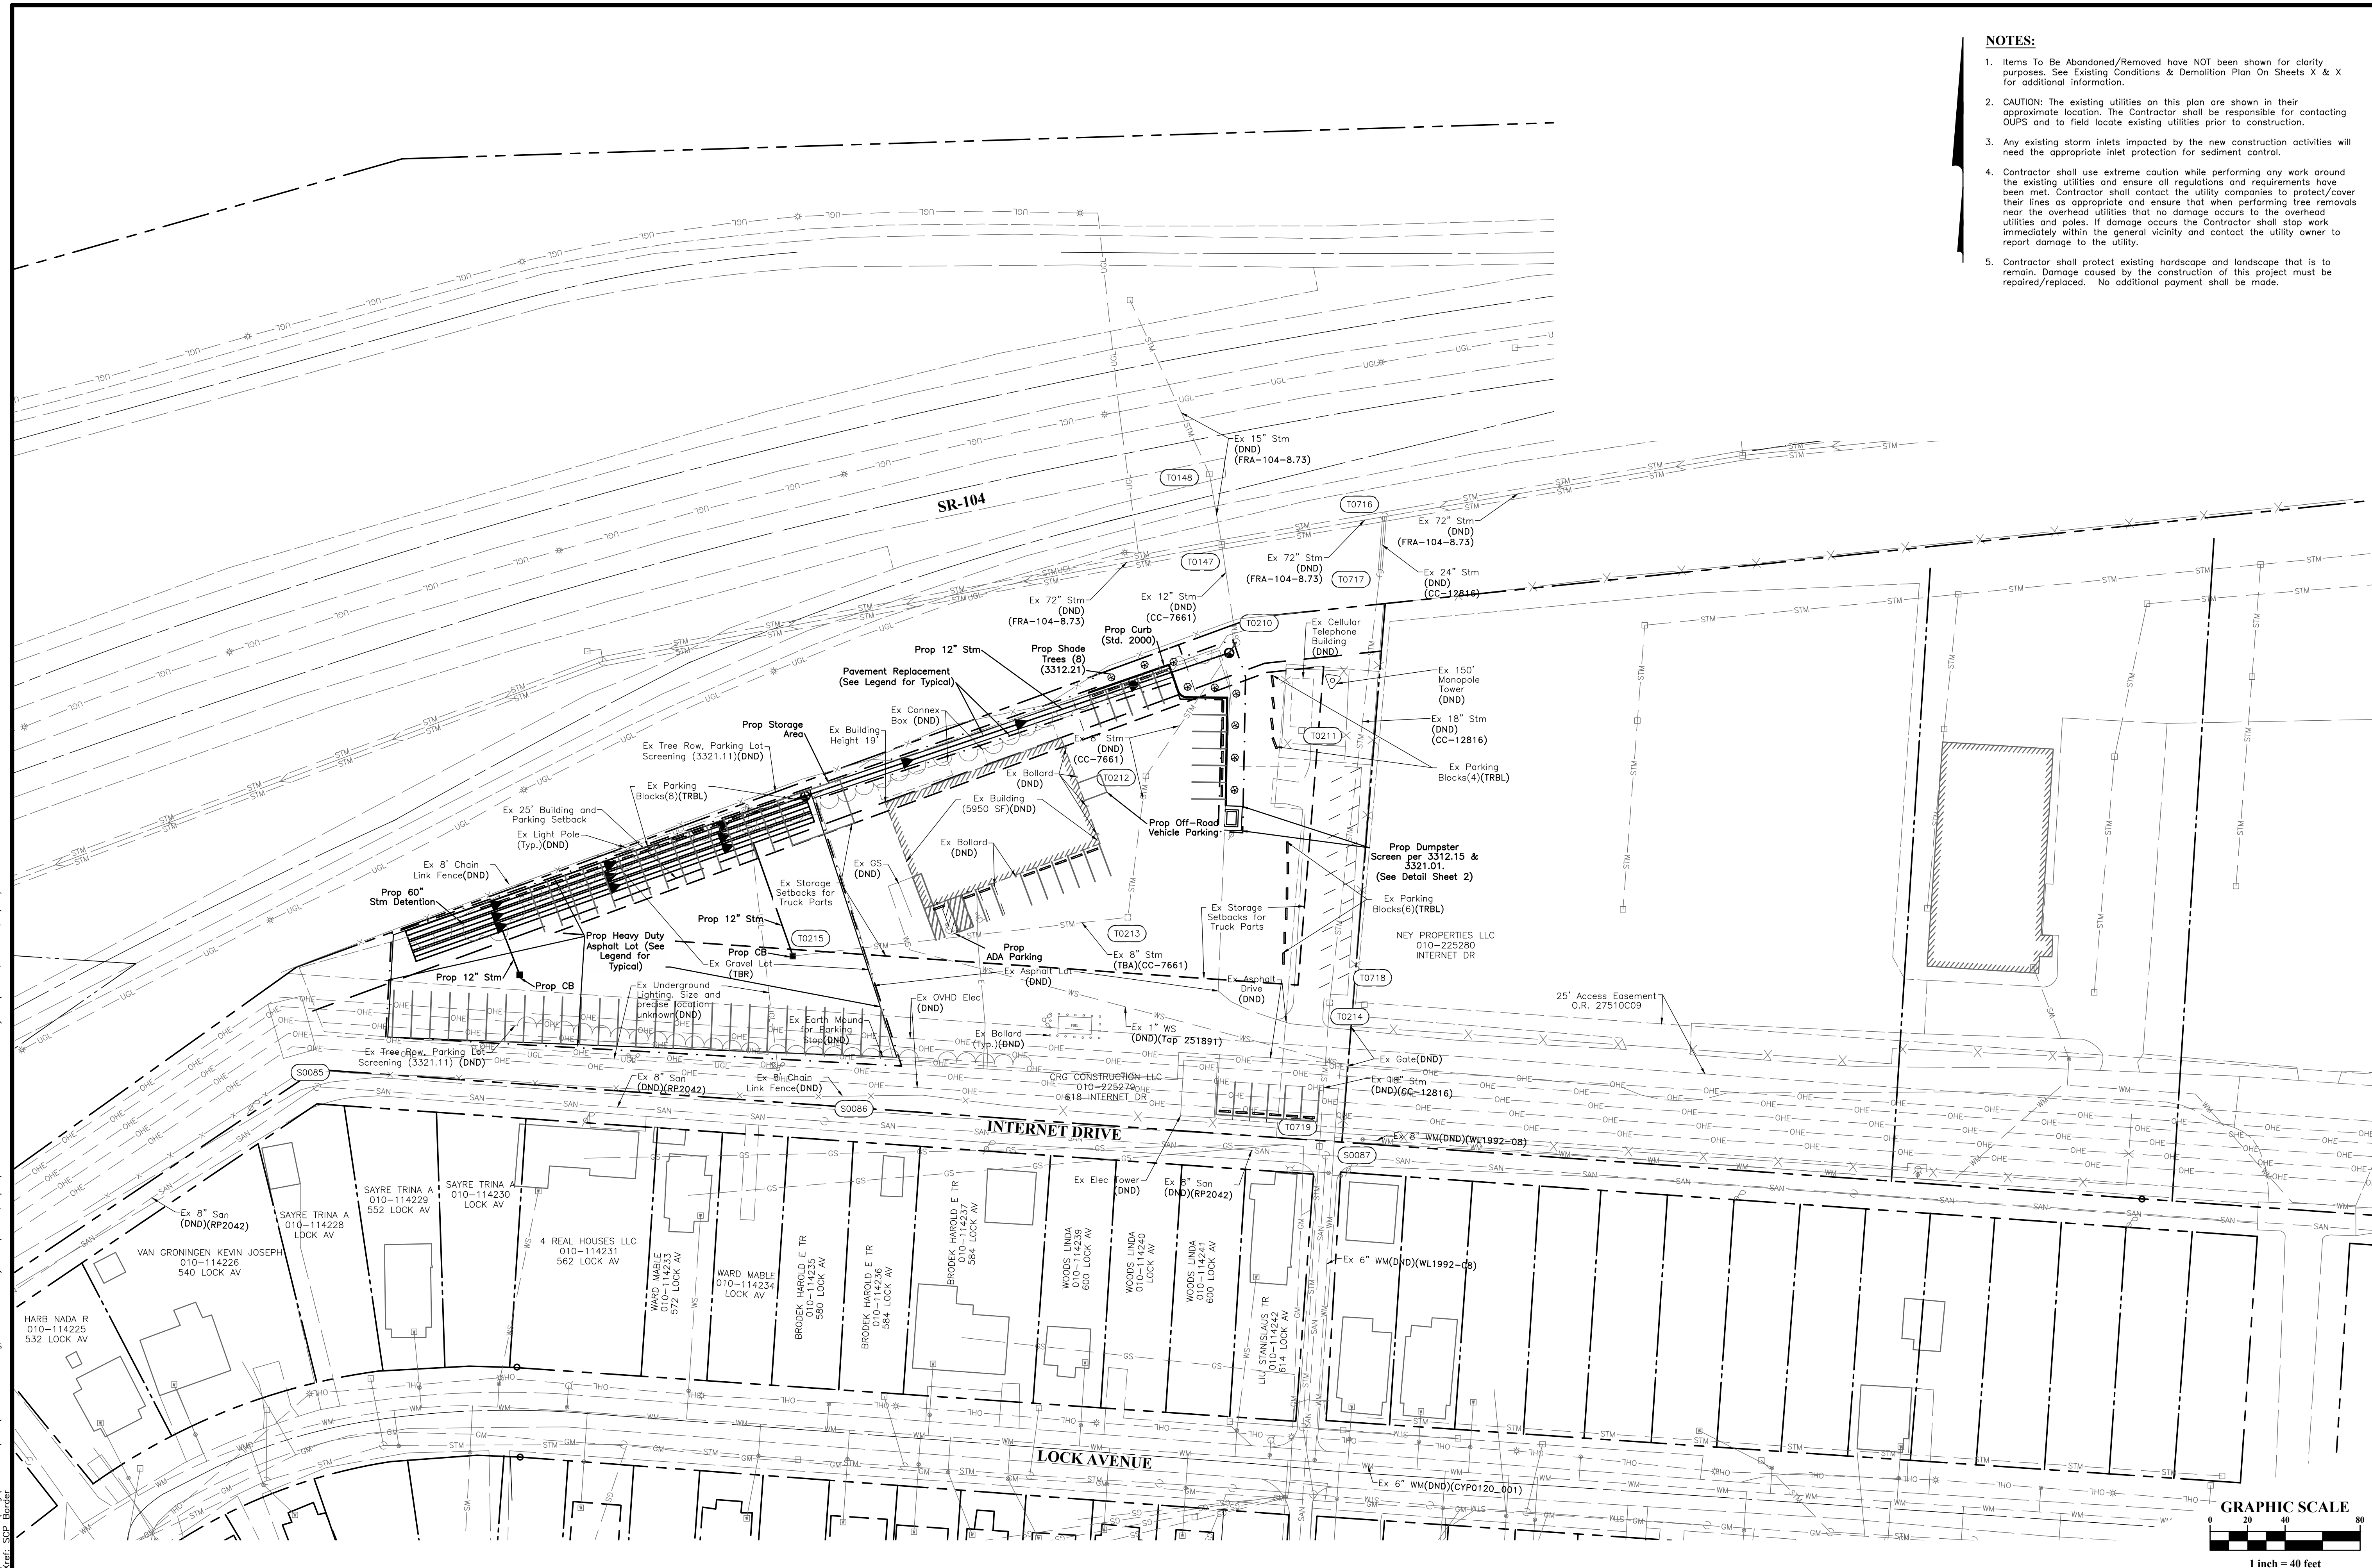 NOTES:
1. Items To Be Abandoned/Removed have NOT been shown for clarity
purposes. See Existing Conditions & Demolition Plan On Sheets X & X
for additional information.
2. CAUTION: The existing utilities on this plan are shown in their
approximate location. The Contractor shall be responsible for contacting
OUPS and to field locate existing utilities prior to construction.
3. Any existing storm inlets impacted by the new construction activities will
need the appropriate inlet protection for sediment control.
4. Contractor shall use extreme caution while performing any work around
the existing utilities and ensure all regulations and requirements have
been met. Contractor shall contact the utility companies to protect/cover
their lines as appropriate and ensure that when performing tree removals
near the overhead utilities that no damage occurs to the overhead
utilities and poles. If damage occurs the Contractor shall stop work
immediately within the general vicinity and contact the utility owner to
report damage to the utility.
5. Contractor shall protect existing hardscape and landscape that is to
remain. Damage caused by the construction of this project must be
repaired/replaced. No additional payment shall be made.
Ex 15" Stm
(DND)
(FRA-104-8.73)
T0148
SR-104
T0716
Ex 72" Stm
(DND)
(FRA-104-8.73)
T0147
Ex 72" Stm
(DND)
(FRA-104-8.73)
T0717
Ex 24" Stm
(DND)
(CC-12816)
Ex 72" Stm
(DND)
(FRA-104-8.73)
Ex 12" Stm
(DND)
(CC-7661)
T0210
Prop Curb
(Std. 2000)
Ex Cellular
Telephone
Building
(DND)
Prop 12" Stm
Prop Shade
Trees (8)
(3312.21)
Pavement Replacement
(See Legend for Typical)
Ex 150'
Monopole
Tower
(DND)
Ex Connex
Box (DND)
Prop Storage
Area
Ex Building
Height 19'
Ex 18" Stm
(DND)
(CC-12816)
T0211
Ex Tree Row, Parking Lot
Screening (3321.11)(DND)
Stm
(DND)
(CC-7661)
Ex Parking
Blocks(4)(TRBL)
Ex Bollard
(DND)
T0212
Ex Parking
Blocks(8)(TRBL)
Ex Building
(5950 SF)(DND)
Ex 25' Building and
Parking Setback
Prop Off-Road
Vehicle Parking
Ex Light Pole
(Typ.)(DND)
Ex Bollard
(DND)
Prop Dumpster
Screen per 3312.15 &
3321.01.
(See Detail Sheet 2)
Ex 8' Chain
Link Fence(DND)
Ex GS
(DND)
Prop 60"
Stm Detention
Ex Storage
Setbacks for
Truck Parts
Ex Parking
Blocks(6)(TRBL)
Ex Storage
Setbacks for
Truck Parts
Prop 12" Stm
NEY PROPERTIES LLC
010-225280
INTERNET DR
Prop Heavy Duty
Asphalt Lot (See
Legend for
Typical)
T0215
T0213
Prop
ADA Parking
Prop CB
Ex 8" Stm
(TBA)(CC-7661)
Ex Gravel Lot
(TBR)
Prop 12" Stm
Prop CB
Ex Asphalt Lot
(DND)
Ex Asphalt
Drive
(DND)
T0718
Ex Underground
Lighting. Size and
precise location
unknown(DND)
Ex OVHD Elec
(DND)
25' Access Easement
O.R. 27510C09
T0214
Ex Earth Mound
for Parking
Stop(DND)
Ex Bollard
(Typ.)(DND)
FUEL
Ex 1" WS
(DND)(Tap 251891)
Ex Tree Row, Parking Lot
Screening (3321.11) (DND)
Ex Gate(DND)
S0085
Ex 8" San
(DND)(RP2042)
Ex 8' Chain
Link Fence(DND)
CRG CONSTRUCTION LLC
010-225279
618 INTERNET DR
Ex 18" Stm
(DND)(CC-12816)
S0086
T0719
INTERNET DRIVE
Ex 8" WM(DND)(WL1992-08)
S0087
Ex Elec Tower
(DND)
Ex 8" San
(DND)(RP2042)
Ex 8" San
(DND)(RP2042)
SAYRE TRINA A
010-114228
LOCK AV
SAYRE TRINA A
010-114229
552 LOCK AV
SAYRE TRINA A
010-114230
LOCK AV
VAN GRONINGEN KEVIN JOSEPH
010-114226
540 LOCK AV
4 REAL HOUSES LLC
010-114231
562 LOCK AV
WARD MABLE
010-114233
572 LOCK AV
WARD MABLE
010-114234
LOCK AV
BRODEK HAROLD E TR
010-114235
580 LOCK AV
BRODEK HAROLD E TR
010-114236
584 LOCK AV
BRODEK HAROLD E TR
010-114237
584 LOCK AV
WOODS LINDA
010-114239
600 LOCK AV
WOODS LINDA
010-114240
LOCK AV
WOODS LINDA
010-114241
600 LOCK AV
LIU STANISLAUS TR
010-114242
614 LOCK AV
Ex 6" WM(DND)(WL1992-08)
HARB NADA R
010-114225
532 LOCK AV
LOCK AVENUE
Ex 6" WM(DND)(CYP0120_001)
GRAPHIC SCALE
0 20 40 80
1 inch = 40 feet
Xref: SCP Border